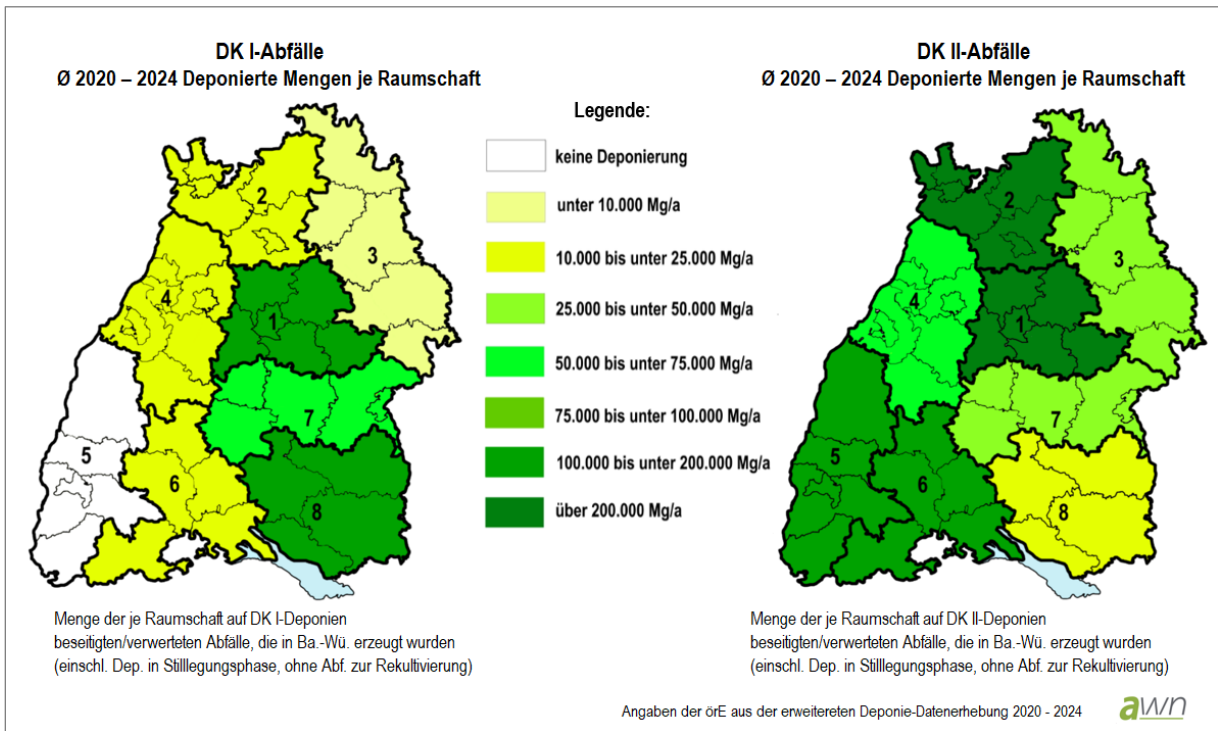 DK I-Abfälle
Ø 2020 – 2024 Deponierte Mengen je Raumschaft
2
3
4
1
7
5
6
8
Menge der je Raumschaft auf DK I-Deponien
beseitigten/verwerteten Abfälle, die in Ba.-Wü. erzeugt wurden
(einschl. Dep. in Stilllegungsphase, ohne Abf. zur Rekultivierung)
Legende:
keine Deponierung
unter 10.000 Mg/a
10.000 bis unter 25.000 Mg/a
25.000 bis unter 50.000 Mg/a
50.000 bis unter 75.000 Mg/a
75.000 bis unter 100.000 Mg/a
100.000 bis unter 200.000 Mg/a
über 200.000 Mg/a
DK II-Abfälle
Ø 2020 – 2024 Deponierte Mengen je Raumschaft
2
3
4
1
7
5
6
8
Menge der je Raumschaft auf DK II-Deponien
beseitigten/verwerteten Abfälle, die in Ba.-Wü. erzeugt wurden
(einschl. Dep. in Stilllegungsphase, ohne Abf. zur Rekultivierung)
Angaben der örE aus der erweitereten Deponie-Datenerhebung 2020 - 2024
awn